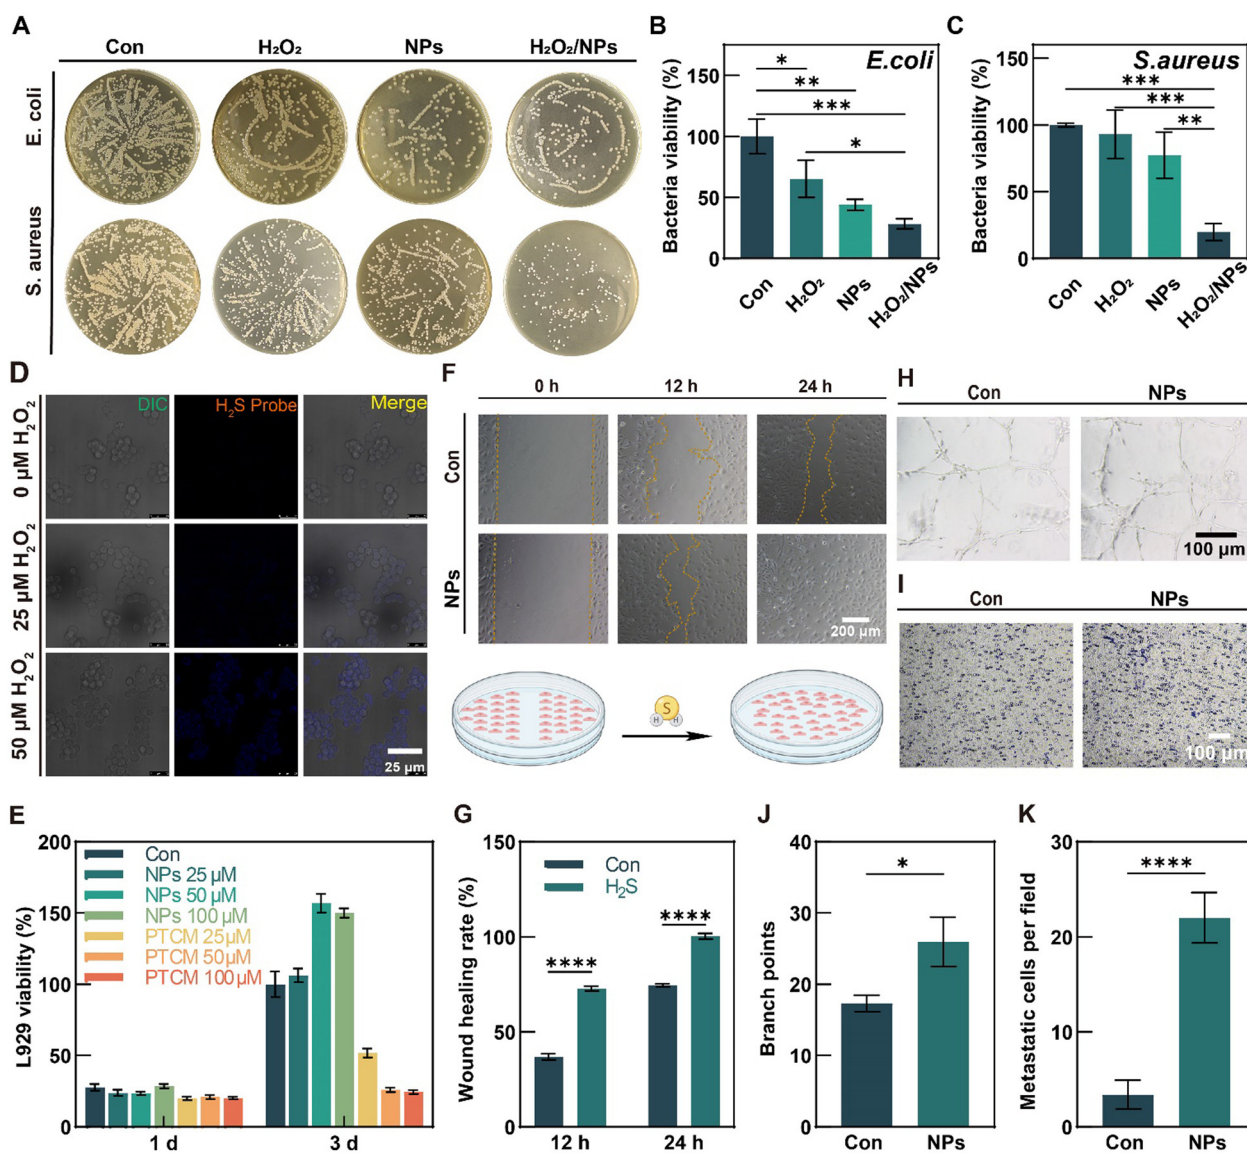 A
Con
H₂O₂
NPs
H₂O₂/NPs
E. coli
S. aureus
B
E.coli
Bacteria viability (%)
150
100
50
0
*
**
***
*
Con
H₂O₂
NPs
H₂O₂/NPs
C
S.aureus
Bacteria viability (%)
150
100
50
0
***
***
**
Con
H₂O₂
NPs
H₂O₂/NPs
D
DIC
H₂S Probe
Merge
0 µM H₂O₂
25 µM H₂O₂
50 µM H₂O₂
25 µm
F
0 h
12 h
24 h
Con
NPs
200 µm
S
H
H
H
Con
NPs
100 µm
I
Con
NPs
100 µm
E
L929 viability (%)
200
150
100
50
0
Con
NPs 25 µM
NPs 50 µM
NPs 100 µM
PTCM 25µM
PTCM 50µM
PTCM 100µM
1 d
3 d
G
Wound healing rate (%)
150
100
50
0
Con
H₂S
****
****
12 h
24 h
J
Branch points
40
30
20
10
0
*
Con
NPs
K
Metastatic cells per field
30
20
10
0
****
Con
NPs